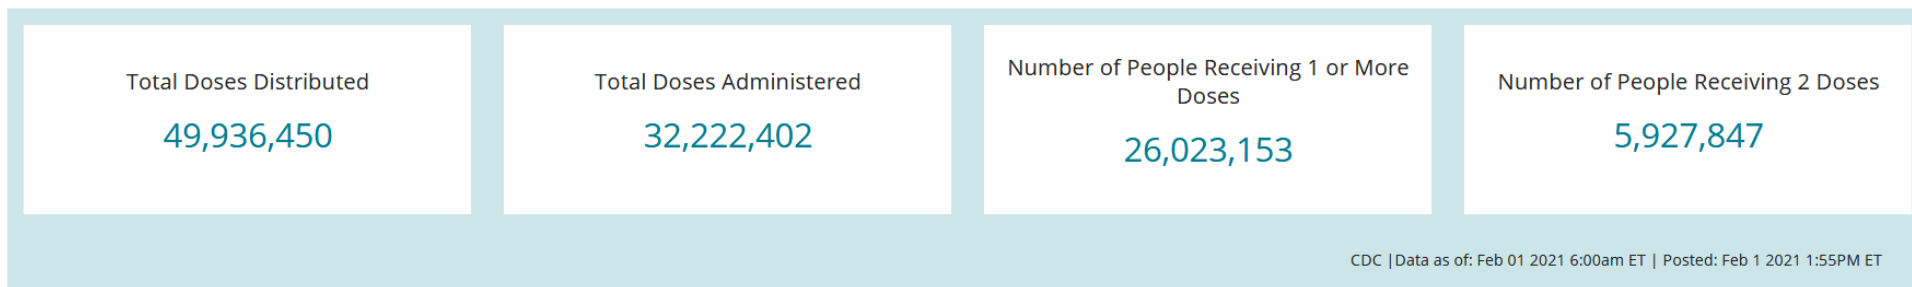 Total Doses Distributed
49,936,450
Total Doses Administered
32,222,402
Number of People Receiving 1 or More
Doses
26,023,153
Number of People Receiving 2 Doses
5,927,847
CDC |Data as of: Feb 01 2021 6:00am ET | Posted: Feb 1 2021 1:55PM ET